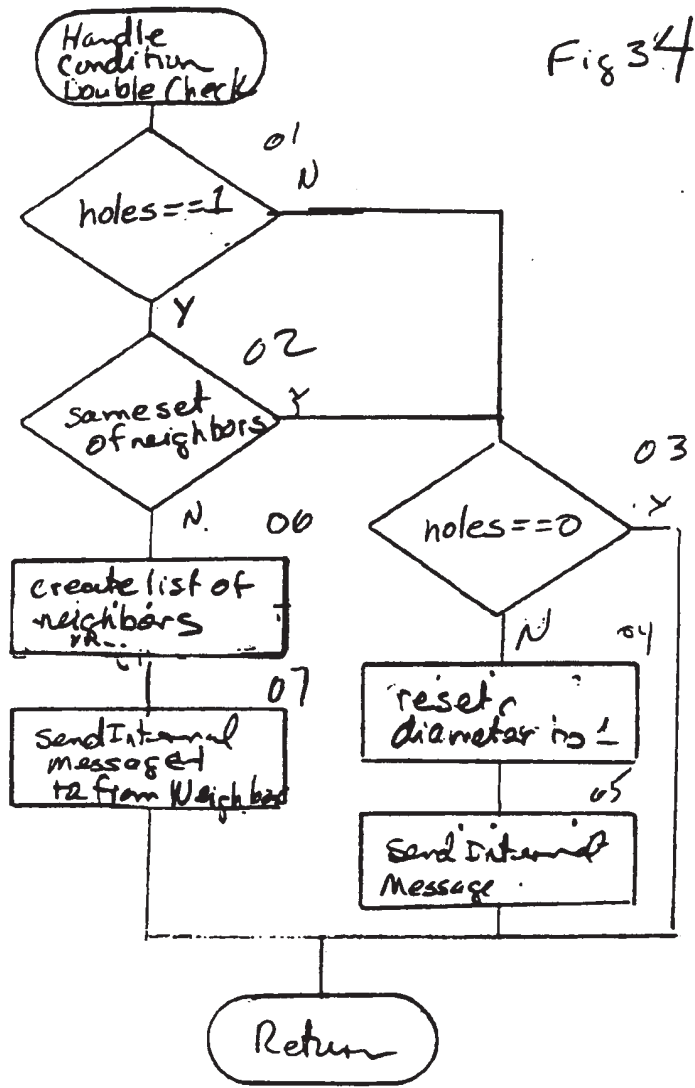 Handle
Condition
Double Check
Fig 34
01
N
holes==1
Y
02
same set
of neighbors
Y
03
Y
holes==0
N.
06
create list of
neighbors
N
04
reset
diameter to 1
07
send Internal
message
to from Neighbor
05
Send Internal
Message
Return